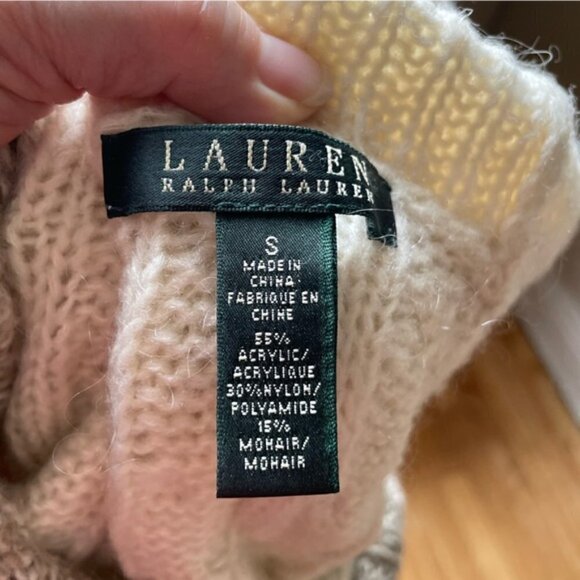 LAUREN
RALPH LAUREN
S
MADE IN
CHINA
FABRIQUE EN
CHINE
55%
ACRYLIC/
ACRYLIQUE
30%NYLON/
POLYAMIDE
15%
MOHAIR/
MOHAIR